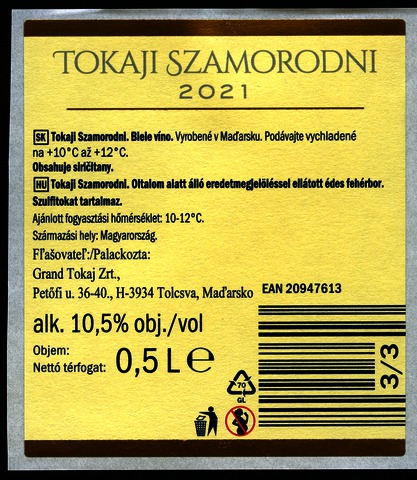 TOKAJI SZAMORODNI
2021
SK Tokaji Szamorodni. Biele víno. Vyrobené v Maďarsku. Podávajte vychladené
na +10°C až +12°C.
Obsahuje siričitany.
HU Tokaji Szamorodni. Oltalom alatt álló eredetmegjelöléssel ellátott édes fehérbor.
Szulfitokat tartalmaz.
Ajánlott fogyasztási hőmérséklet: 10-12°C.
Származási hely: Magyarország.
Fľašovateľ:/Palackozta:
Grand Tokaj Zrt.,
Petőfi u. 36-40., H-3934 Tolcsva, Maďarsko
EAN 20947613
alk. 10,5% obj./vol
Objem:
Nettó térfogat: 0,5 L ℮
3/3
70
GL